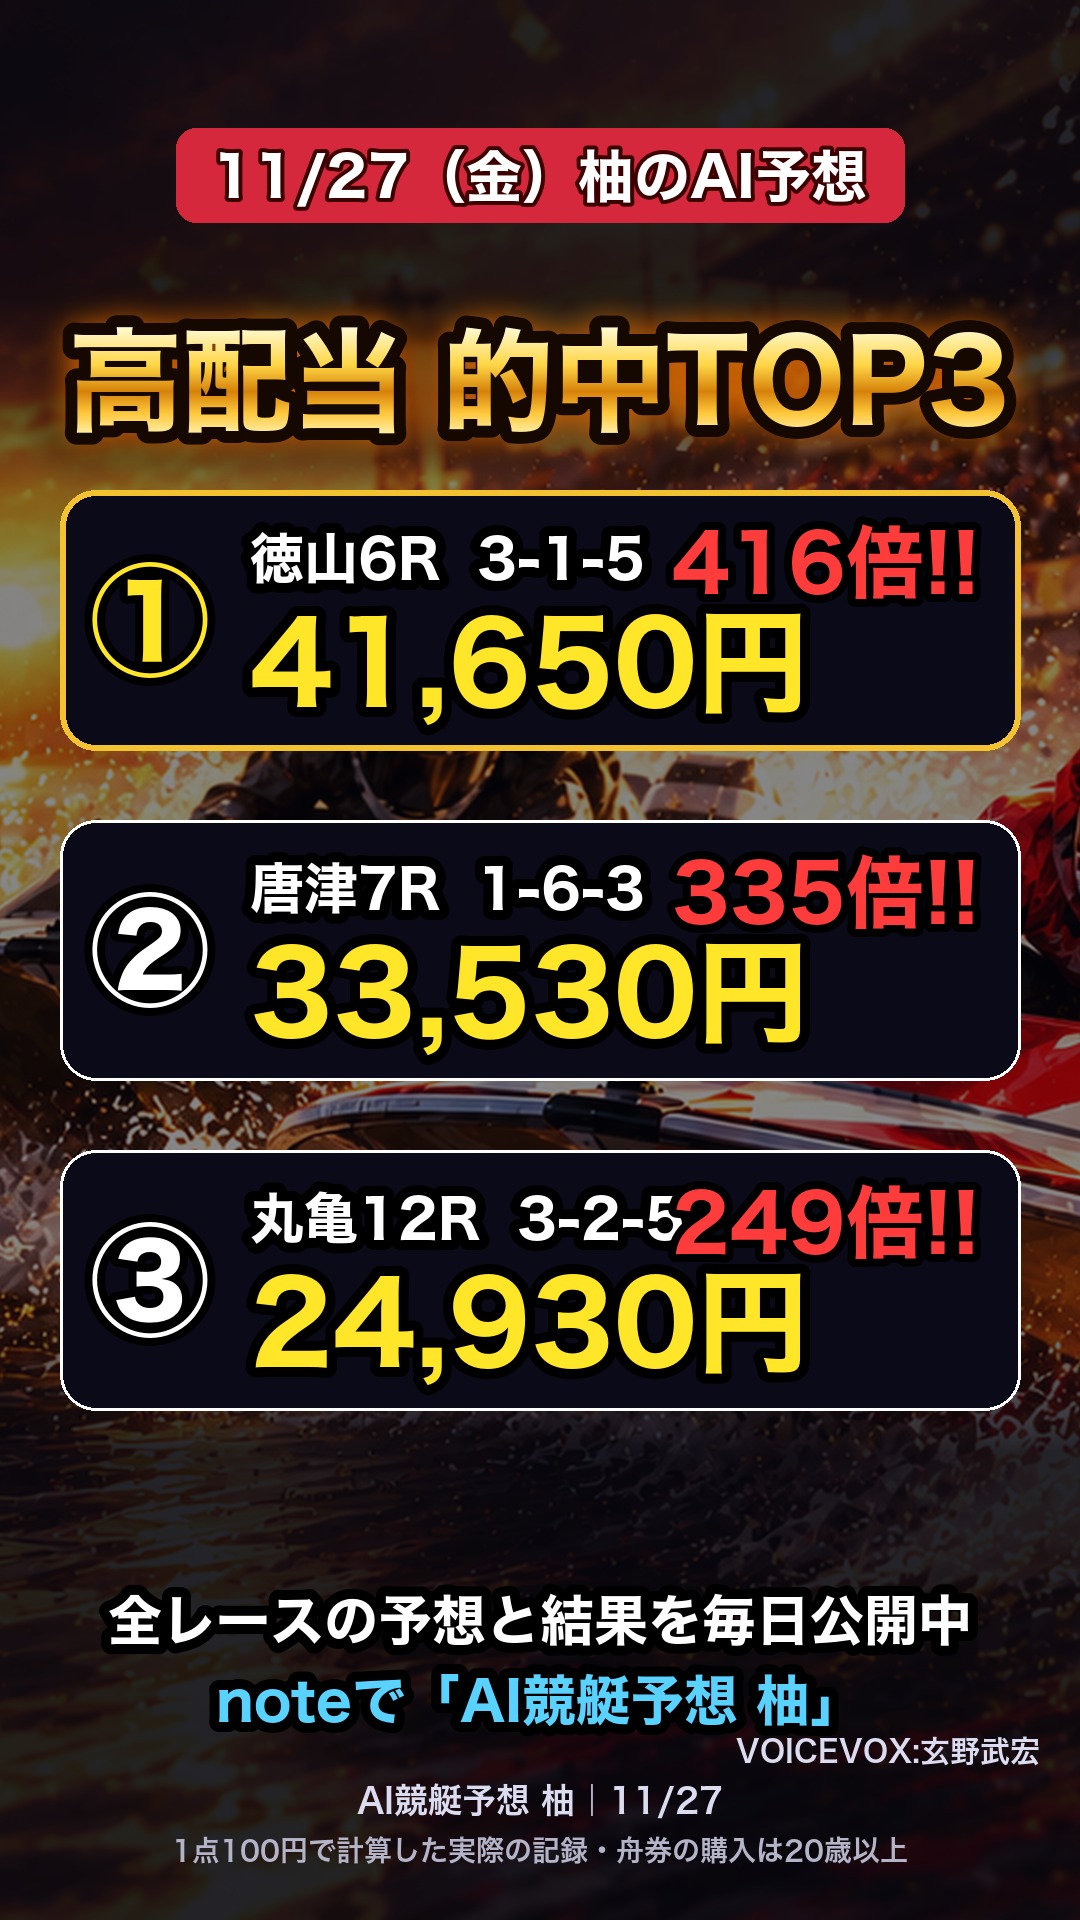 11/27（金）柚のAI予想
高配当 的中TOP3
① 徳山6R 3-1-5 416倍!!
41,650円
② 唐津7R 1-6-3 335倍!!
33,530円
③ 丸亀12R 3-2-5 249倍!!
24,930円
全レースの予想と結果を毎日公開中
noteで「AI競艇予想 柚」
VOICEVOX:玄野武宏
AI競艇予想 柚｜11/27
1点100円で計算した実際の記録・舟券の購入は20歳以上